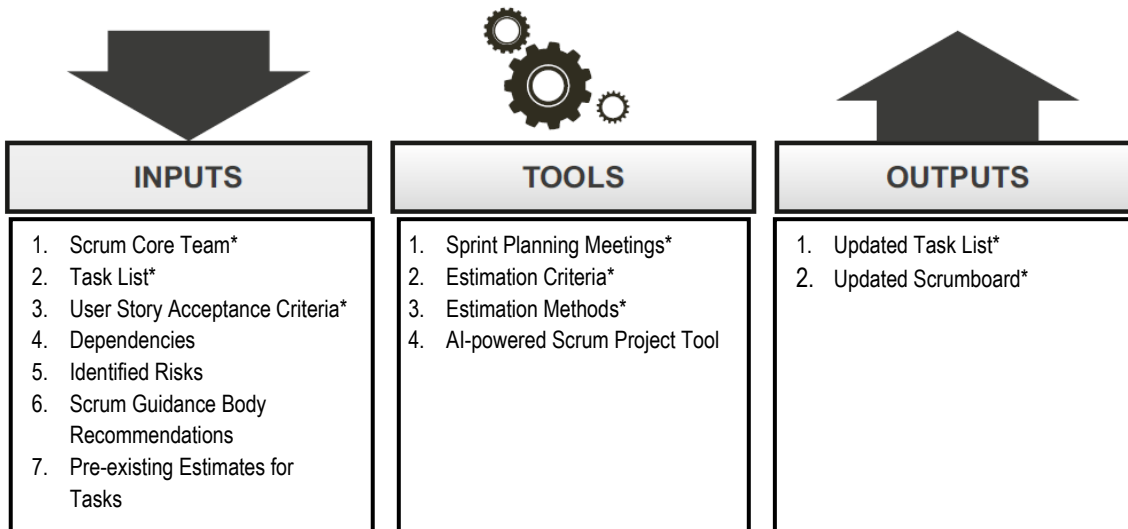 INPUTS
1. Scrum Core Team*
2. Task List*
3. User Story Acceptance Criteria*
4. Dependencies
5. Identified Risks
6. Scrum Guidance Body
Recommendations
7. Pre-existing Estimates for
Tasks
TOOLS
1. Sprint Planning Meetings*
2. Estimation Criteria*
3. Estimation Methods*
4. AI-powered Scrum Project Tool
OUTPUTS
1. Updated Task List*
2. Updated Scrumboard*